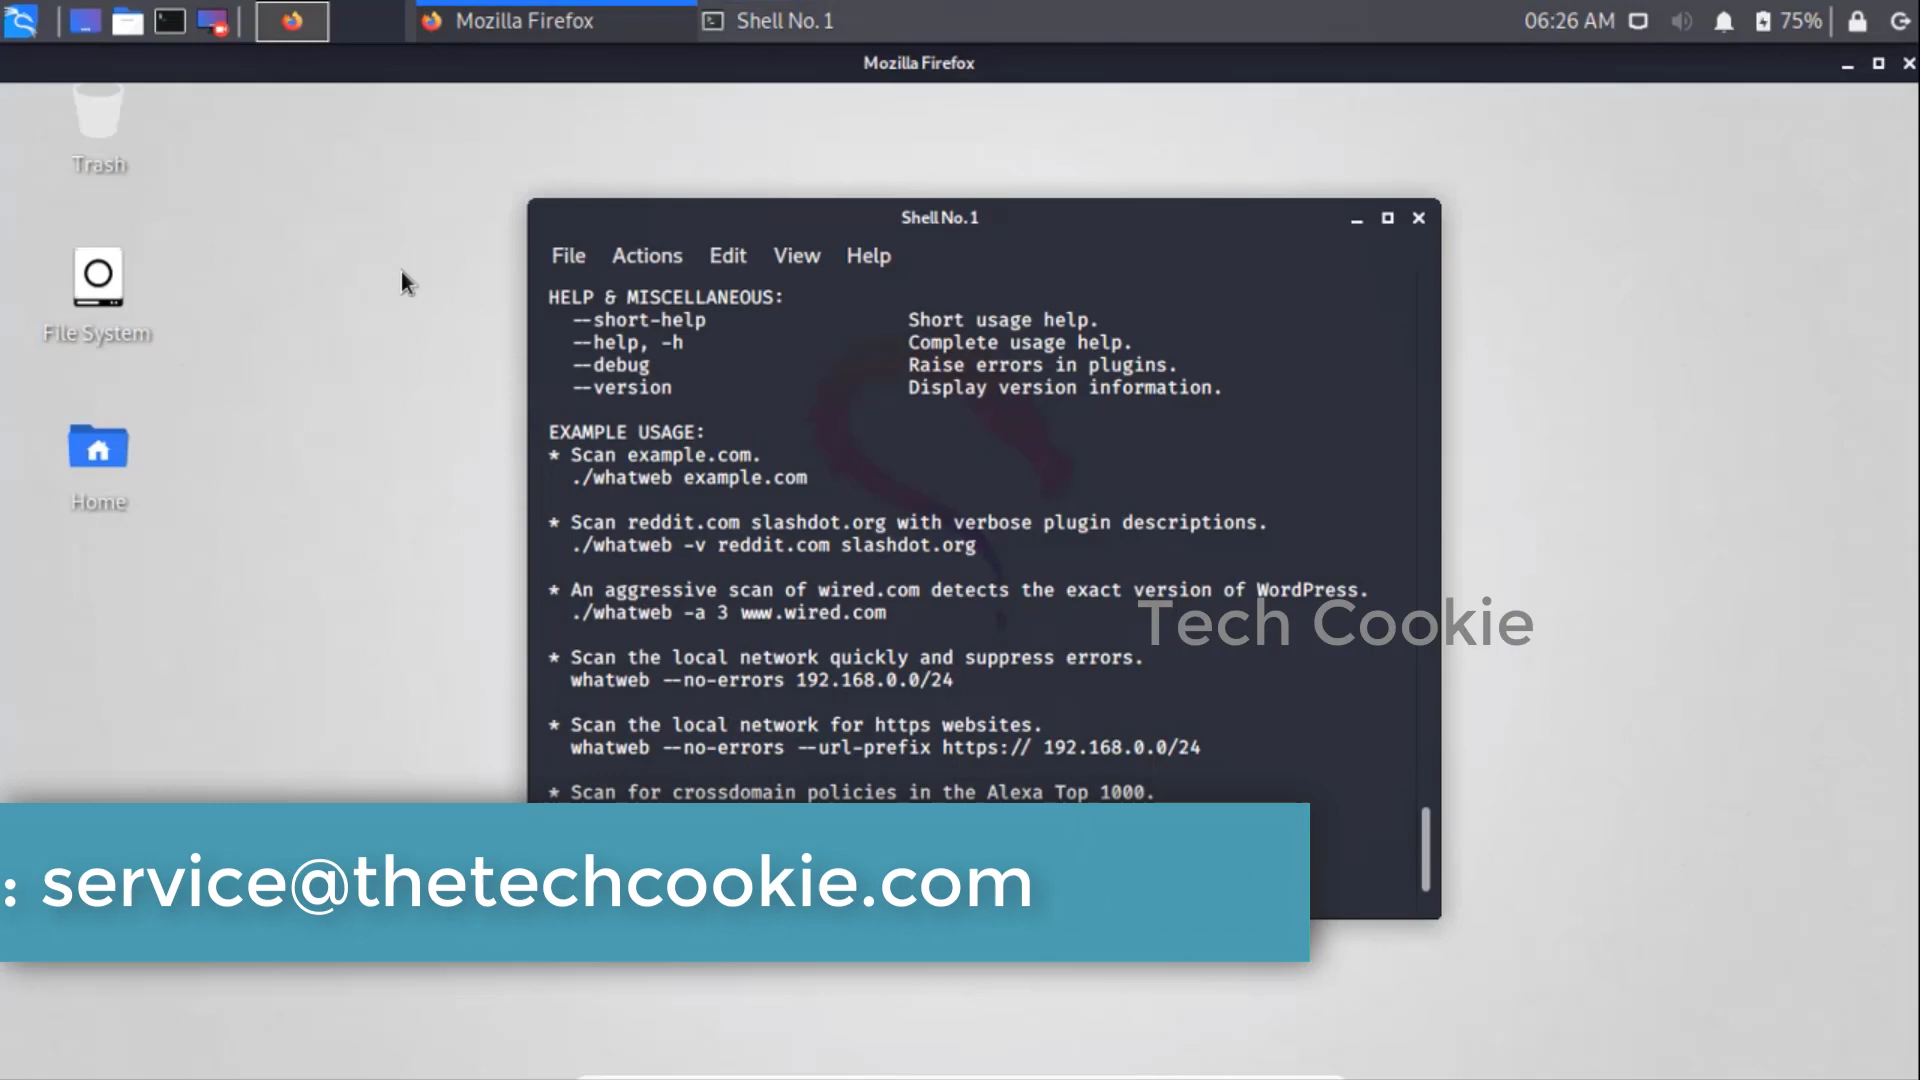 Mozilla Firefox
Shell No. 1
06:26 AM
75%
Mozilla Firefox
Trash
File System
Home
Shell No. 1
File Actions Edit View Help
HELP & MISCELLANEOUS:
--short-help Short usage help.
--help, -h Complete usage help.
--debug Raise errors in plugins.
--version Display version information.
EXAMPLE USAGE:
* Scan example.com.
./whatweb example.com
* Scan reddit.com slashdot.org with verbose plugin descriptions.
./whatweb -v reddit.com slashdot.org
* An aggressive scan of wired.com detects the exact version of WordPress.
./whatweb -a 3 www.wired.com
* Scan the local network quickly and suppress errors.
whatweb --no-errors 192.168.0.0/24
* Scan the local network for https websites.
whatweb --no-errors --url-prefix https:// 192.168.0.0/24
* Scan for crossdomain policies in the Alexa Top 1000.
Tech Cookie
: service@thetechcookie.com